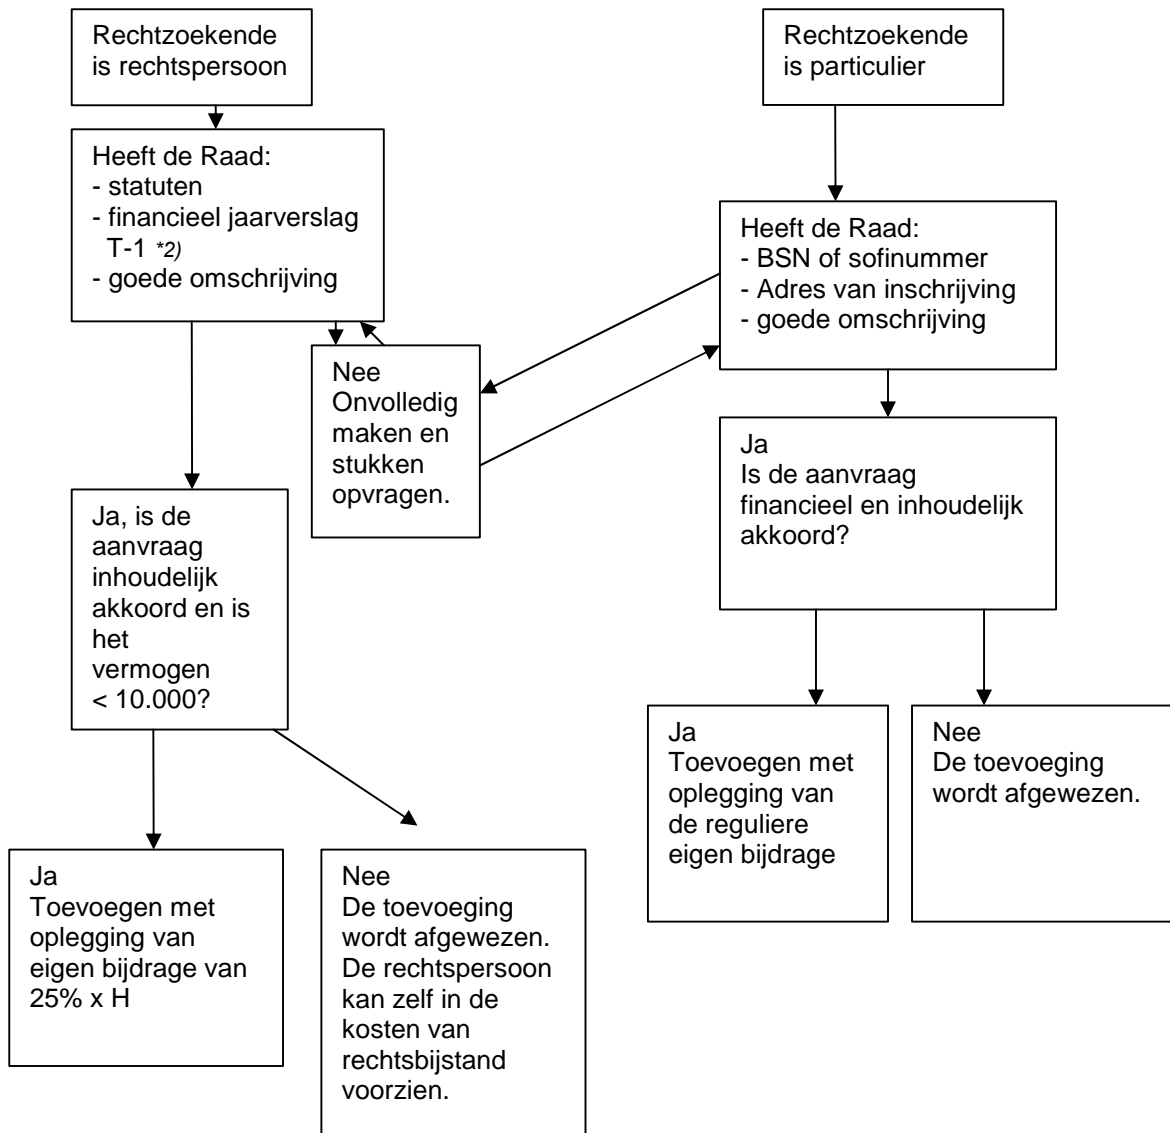 Rechtzoekende
is rechtspersoon
Rechtzoekende
is particulier
Heeft de Raad:
- statuten
- financieel jaarverslag
T-1 *2)
- goede omschrijving
Heeft de Raad:
- BSN of sofinummer
- Adres van inschrijving
- goede omschrijving
Nee
Onvolledig
maken en
stukken
opvragen.
Ja
Is de aanvraag
financieel en inhoudelijk
akkoord?
Ja, is de
aanvraag
inhoudelijk
akkoord en is
het
vermogen
< 10.000?
Ja
Toevoegen met
oplegging van
de reguliere
eigen bijdrage
Nee
De toevoeging
wordt afgewezen.
Ja
Toevoegen met
oplegging van
eigen bijdrage van
25% x H
Nee
De toevoeging
wordt afgewezen.
De rechtspersoon
kan zelf in de
kosten van
rechtsbijstand
voorzien.